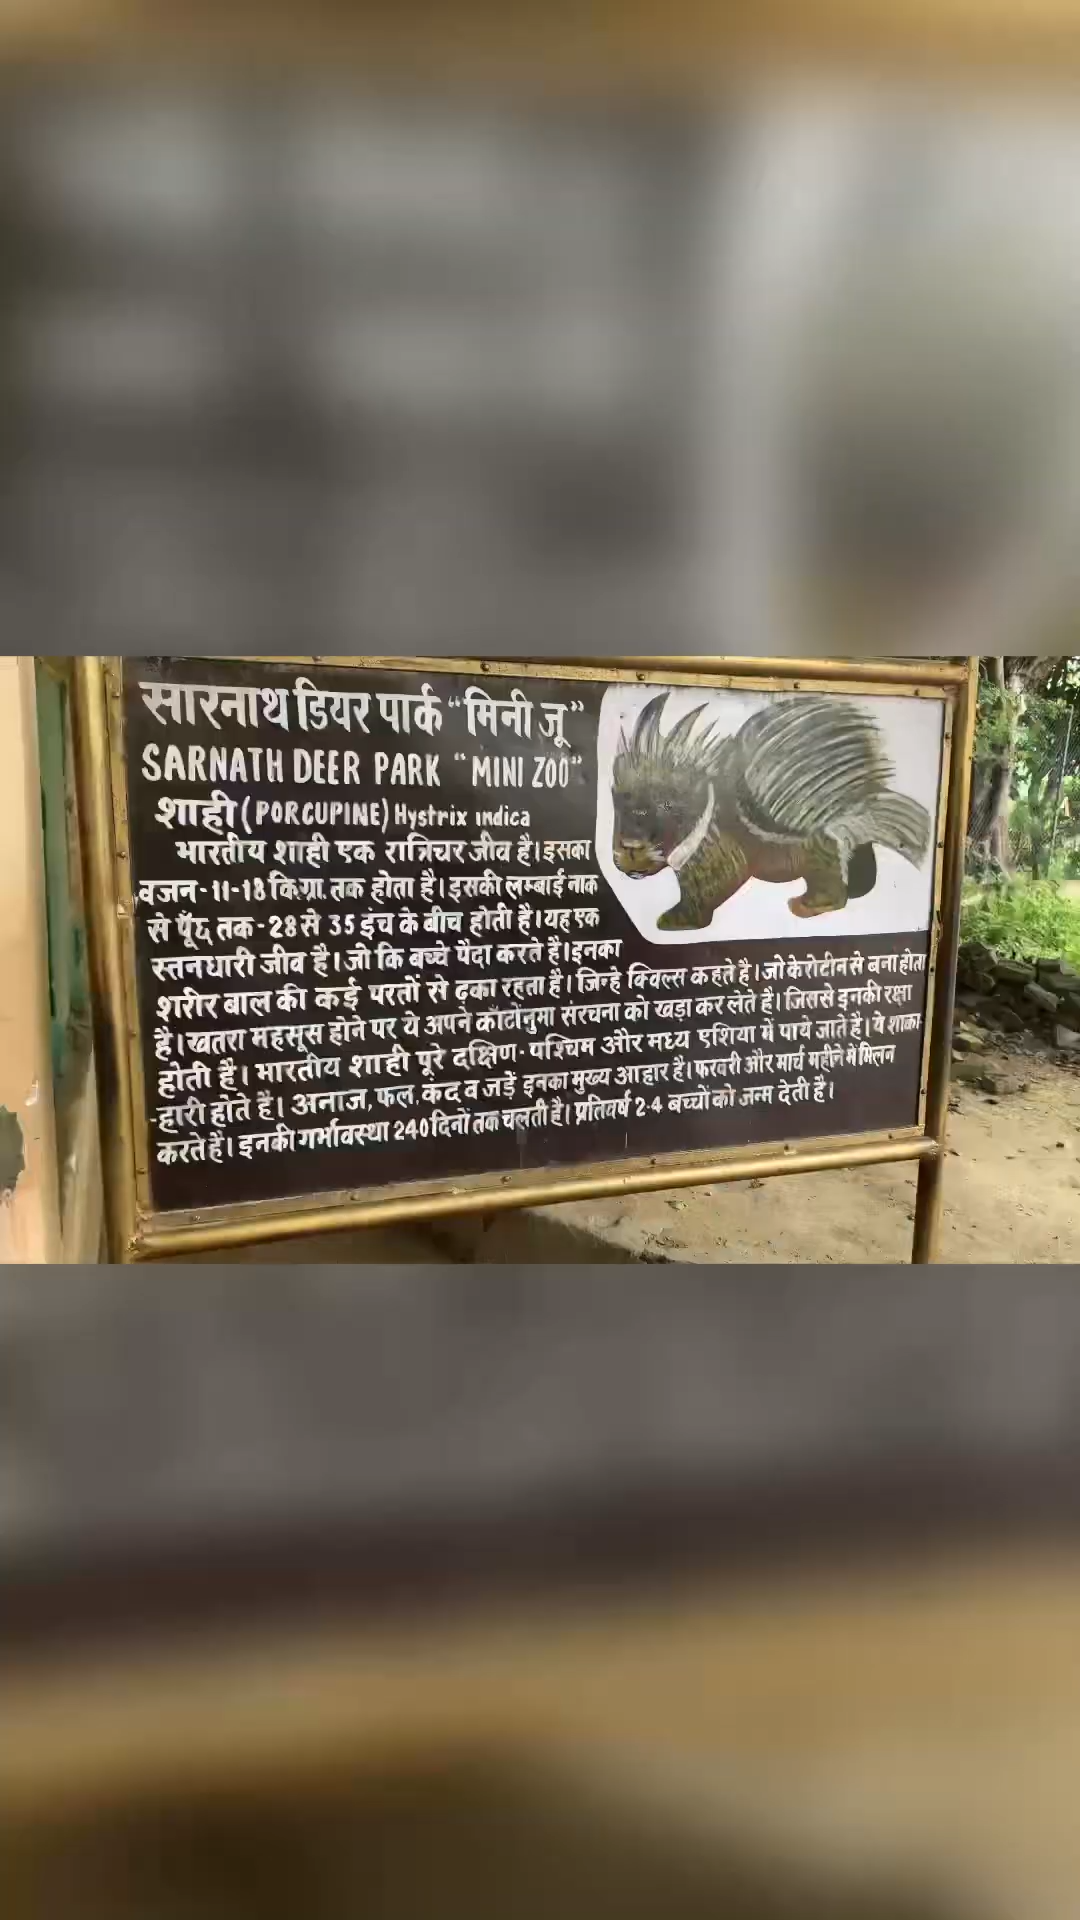 सारनाथ डियर पार्क "मिनी जू"
SARNATH DEER PARK "MINI ZOO"
शाही (PORCUPINE) Hystrix indica
भारतीय शाही एक रात्रिचर जीव है। इसका
वजन-11-18 कि.ग्रा. तक होता है। इसकी लम्बाई नाक
से पूँछ तक-28 से 35 इंच के बीच होती है। यह एक
स्तनधारी जीव है। जो कि बच्चे पैदा करते है। इनका
शरीर बाल की कई परतों से ढ़का रहता है। जिन्हे क्विल्स कहते है। जो केरोटीन से बना होता
है। खतरा महसूस होने पर ये अपने काँटोंनुमा संरचना को खड़ा कर लेते है। जिससे इनकी रक्षा
होती है। भारतीय शाही पूरे दक्षिण-पश्चिम और मध्य एशिया में पाये जाते है। ये शाका-
-हारी होते हैं। अनाज, फल, कंद व जड़ें इनका मुख्य आहार है। फरवरी और मार्च महीने में मिलन
करते हैं। इनकी गर्भावस्था 240 दिनों तक चलती है। प्रतिवर्ष 2-4 बच्चों को जन्म देती है।